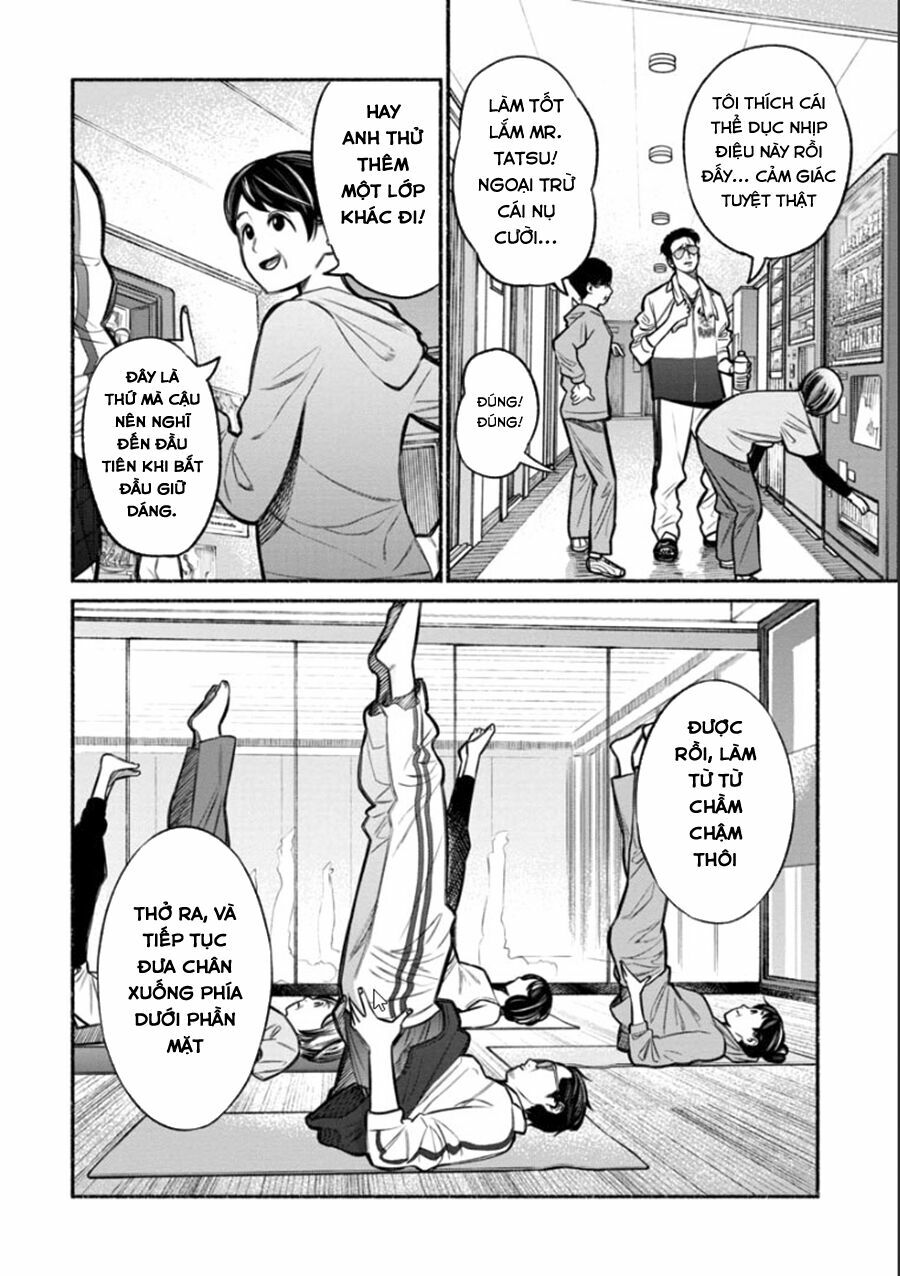 TÔI THÍCH CÁI
THỂ DỤC NHỊP
ĐIỆU NÀY RỒI
ĐẤY... CẢM GIÁC
TUYỆT THẬT
LÀM TỐT
LẮM MR.
TATSU!
NGOẠI TRỪ
CÁI NỤ
CƯỜI...
ĐÚNG!
ĐÚNG!
HAY
ANH THỬ
THÊM
MỘT LỚP
KHÁC ĐI!
ĐÂY LÀ
THỨ MÀ CẬU
NÊN NGHĨ
ĐẾN ĐẦU
TIÊN KHI BẮT
ĐẦU GIỮ
DÁNG.
ĐƯỢC
RỒI, LÀM
TỪ TỪ
CHẦM
CHẬM
THÔI
THỞ RA, VÀ
TIẾP TỤC
ĐƯA CHÂN
XUỐNG PHÍA
DƯỚI PHẦN
MẶT